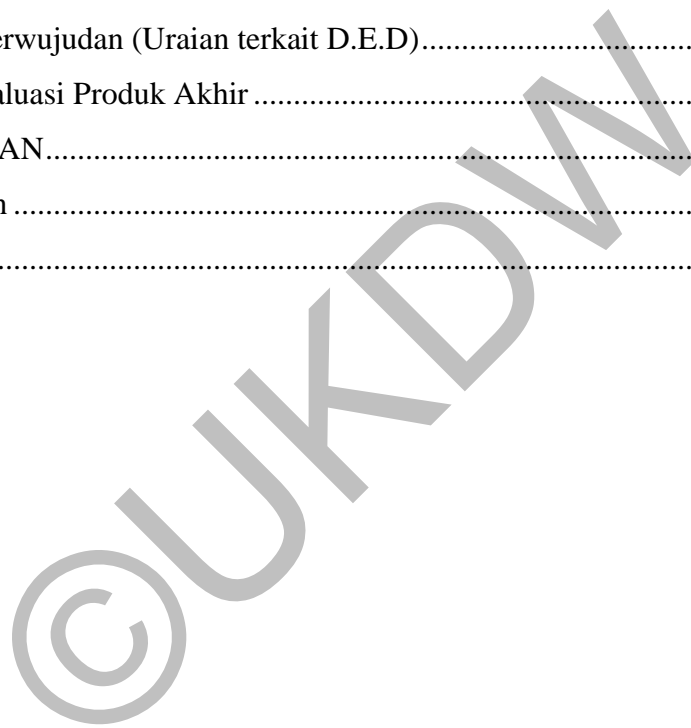 erwujudan (Uraian terkait D.E.D)..........................................
aluasi Produk Akhir......................................................................
AN.............................................................................................................
n..................................................................................................................
.....................................................................................................................
©UKDW